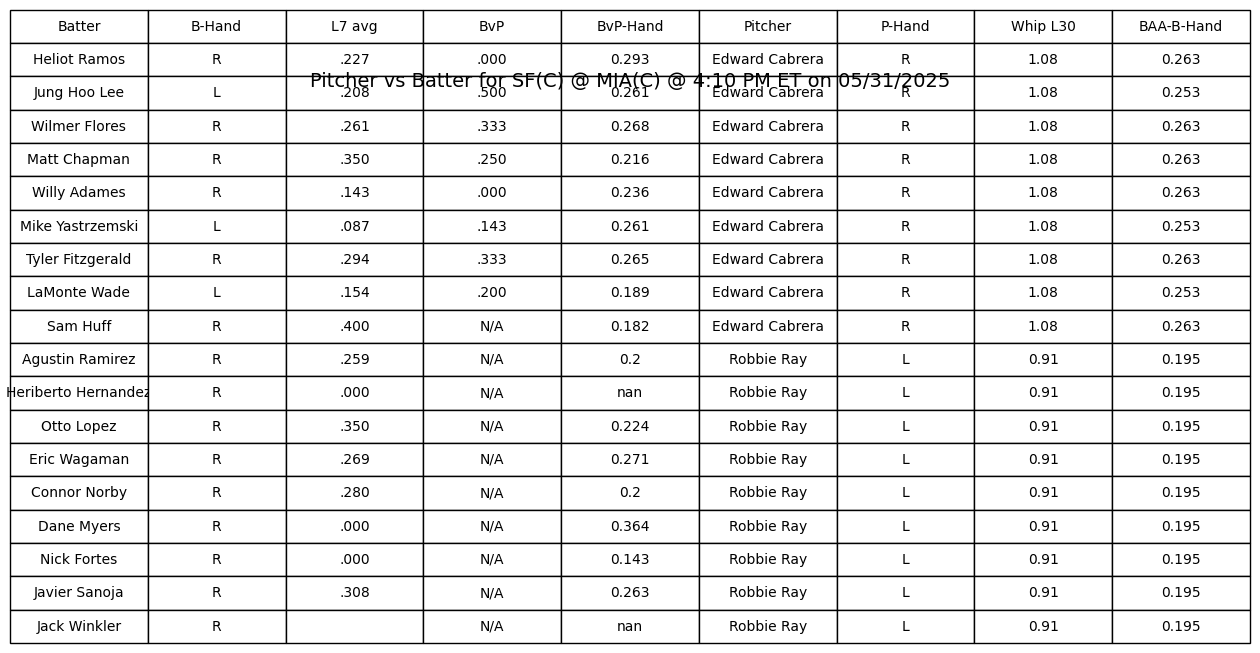 Batter B-Hand L7 avg BvP BvP-Hand Pitcher P-Hand Whip L30 BAA-B-Hand
Heliot Ramos R .227 .000 0.293 Edward Cabrera R 1.08 0.263
Pitcher vs Batter for SF(C) @ MIA(C) @ 4:10 PM ET on 05/31/2025
Jung Hoo Lee L .208 .500 0.261 Edward Cabrera R 1.08 0.253
Wilmer Flores R .261 .333 0.268 Edward Cabrera R 1.08 0.263
Matt Chapman R .350 .250 0.216 Edward Cabrera R 1.08 0.263
Willy Adames R .143 .000 0.236 Edward Cabrera R 1.08 0.263
Mike Yastrzemski L .087 .143 0.261 Edward Cabrera R 1.08 0.253
Tyler Fitzgerald R .294 .333 0.265 Edward Cabrera R 1.08 0.263
LaMonte Wade L .154 .200 0.189 Edward Cabrera R 1.08 0.253
Sam Huff R .400 N/A 0.182 Edward Cabrera R 1.08 0.263
Agustin Ramirez R .259 N/A 0.2 Robbie Ray L 0.91 0.195
Heriberto Hernandez R .000 N/A nan Robbie Ray L 0.91 0.195
Otto Lopez R .350 N/A 0.224 Robbie Ray L 0.91 0.195
Eric Wagaman R .269 N/A 0.271 Robbie Ray L 0.91 0.195
Connor Norby R .280 N/A 0.2 Robbie Ray L 0.91 0.195
Dane Myers R .000 N/A 0.364 Robbie Ray L 0.91 0.195
Nick Fortes R .000 N/A 0.143 Robbie Ray L 0.91 0.195
Javier Sanoja R .308 N/A 0.263 Robbie Ray L 0.91 0.195
Jack Winkler R N/A nan Robbie Ray L 0.91 0.195